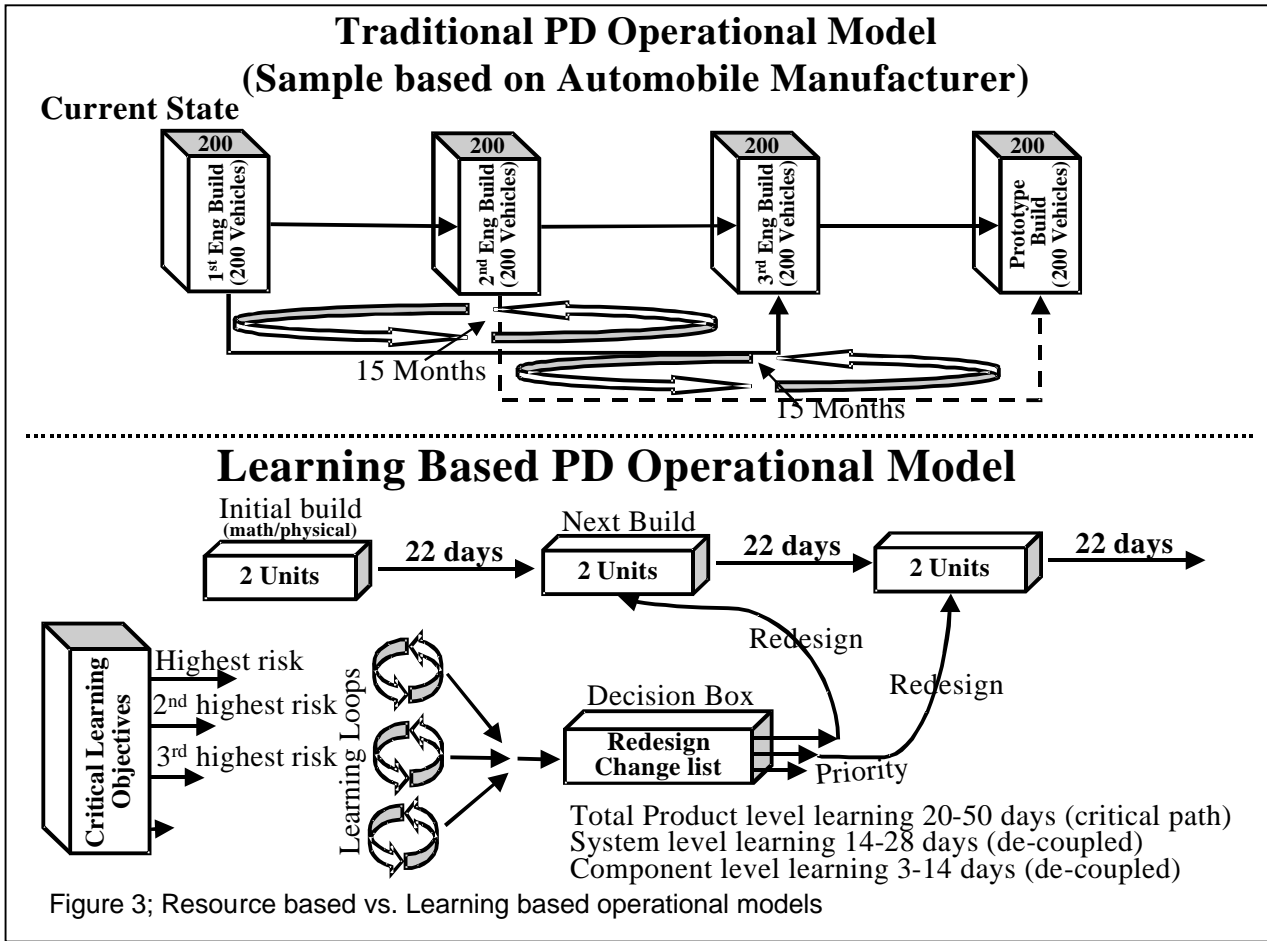 Traditional PD Operational Model
(Sample based on Automobile Manufacturer)
Current State
200
1st Eng Build
(200 Vehicles)
200
2nd Eng Build
(200 Vehicles)
200
3rd Eng Build
(200 Vehicles)
200
Prototype
Build
(200 Vehicles)
15 Months
15 Months
Learning Based PD Operational Model
Initial build
(math/physical)
2 Units
22 days
Next Build
2 Units
22 days
2 Units
22 days
Critical Learning
Objectives
Highest risk
2nd highest risk
3rd highest risk
Learning Loops
Decision Box
Redesign
Change list
Redesign
Redesign
Priority
Total Product level learning 20-50 days (critical path)
System level learning 14-28 days (de-coupled)
Component level learning 3-14 days (de-coupled)
Figure 3; Resource based vs. Learning based operational models